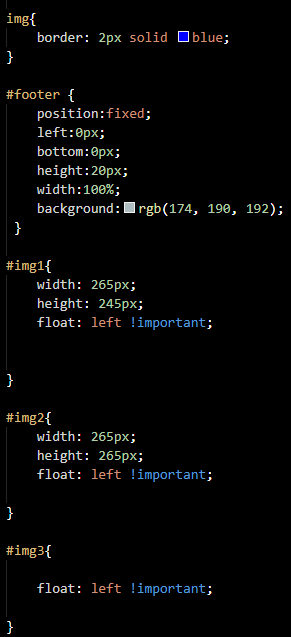 img{
border: 2px solid blue;
}
#footer {
position:fixed;
left:0px;
bottom:0px;
height:20px;
width:100%;
background: rgb(174, 190, 192);
}
#img1{
width: 265px;
height: 245px;
float: left !important;
}
#img2{
width: 265px;
height: 265px;
float: left !important;
}
#img3{
float: left !important;
}